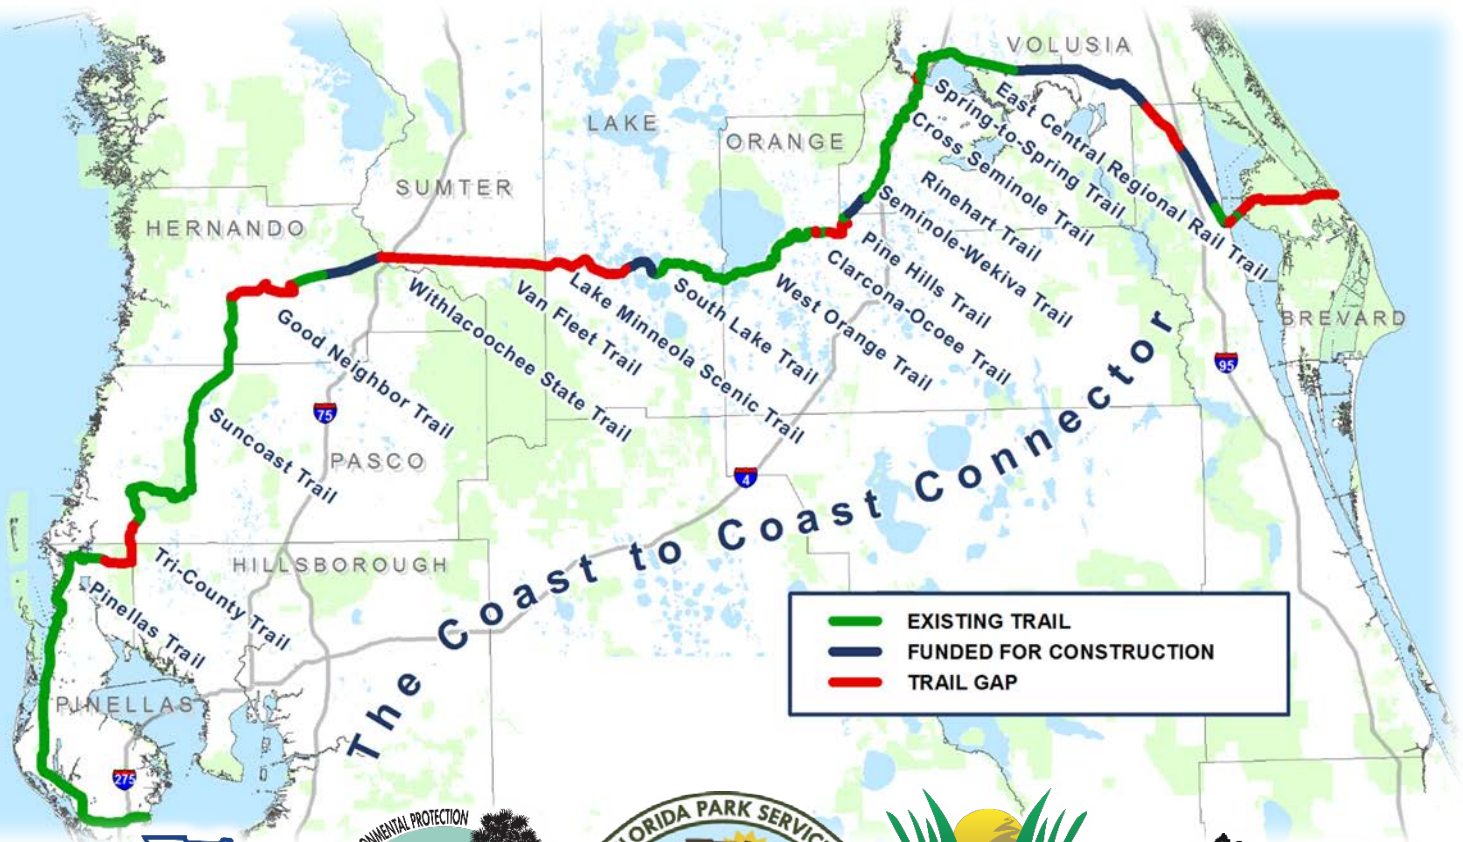 VOLUSIA
LAKE
ORANGE
SUMTER
HERNANDO
BREVARD
PASCO
HILLSBOROUGH
PINELLAS
East Central Regional Rail Trail
Spring-to-Spring Trail
Cross Seminole Trail
Rinehart Trail
Seminole-Wekiva Trail
Pine Hills Trail
Clarcona-Ocoee Trail
West Orange Trail
South Lake Trail
Lake Minneola Scenic Trail
Van Fleet Trail
Withlacoochee State Trail
Good Neighbor Trail
Suncoast Trail
Tri-County Trail
Pinellas Trail
75
4
95
275
The Coast to Coast Connector
EXISTING TRAIL
FUNDED FOR CONSTRUCTION
TRAIL GAP
PROTECTION
PARK SERVIC